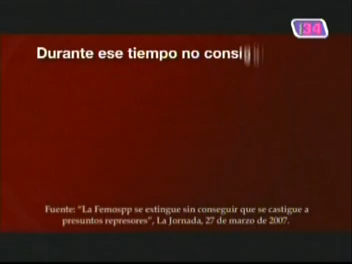 134
Durante ese tiempo no consi
Fuente: "La Femospp se extingue sin conseguir que se castigue a
presuntos represores", La Jornada, 27 de marzo de 2007.